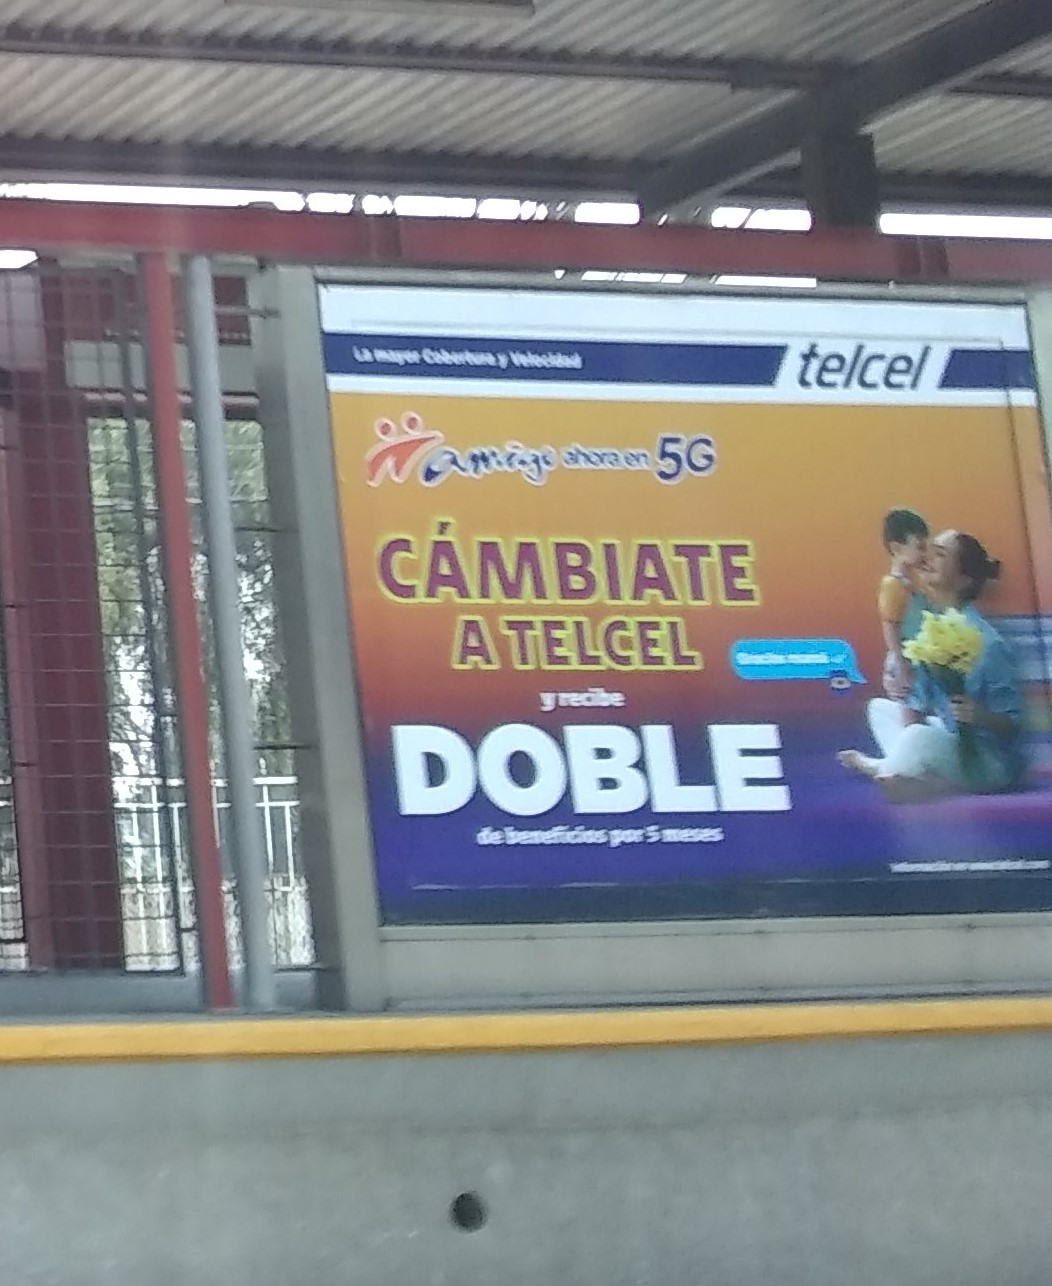 La mayor Cobertura y Velocidad
telcel
amigo ahora en 5G
CÁMBIATE
A TELCEL
y recibe
DOBLE
de beneficios por 5 meses